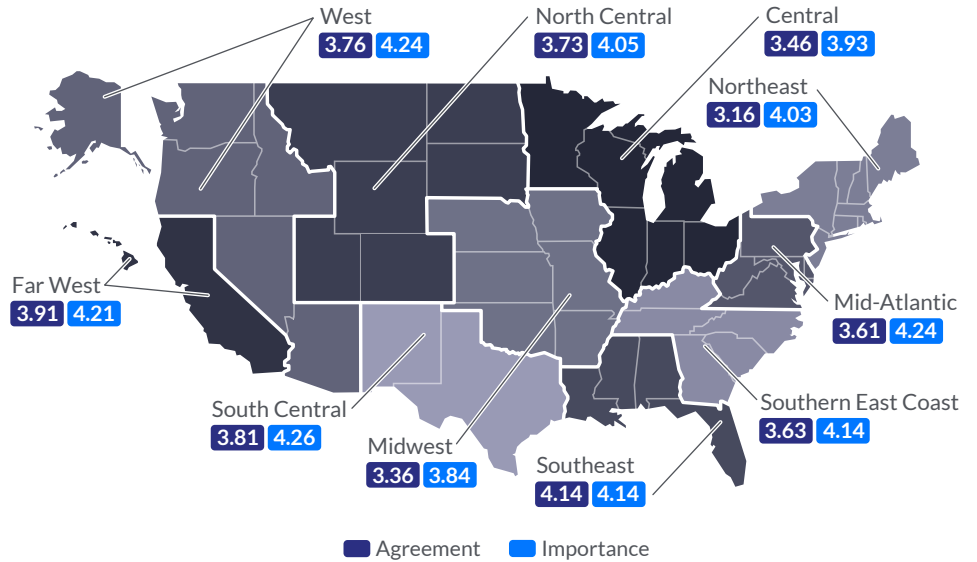 West
3.76 4.24
North Central
3.73 4.05
Central
3.46 3.93
Northeast
3.16 4.03
Far West
3.91 4.21
Mid-Atlantic
3.61 4.24
South Central
3.81 4.26
Midwest
3.36 3.84
Southern East Coast
3.63 4.14
Southeast
4.14 4.14
Agreement Importance